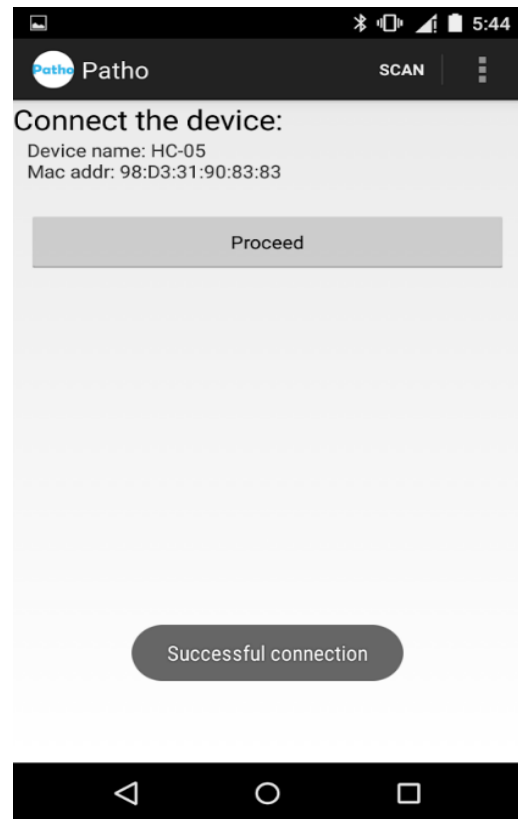 5:44
Patho Patho SCAN
Connect the device:
Device name: HC-05
Mac addr: 98:D3:31:90:83:83
Proceed
Successful connection